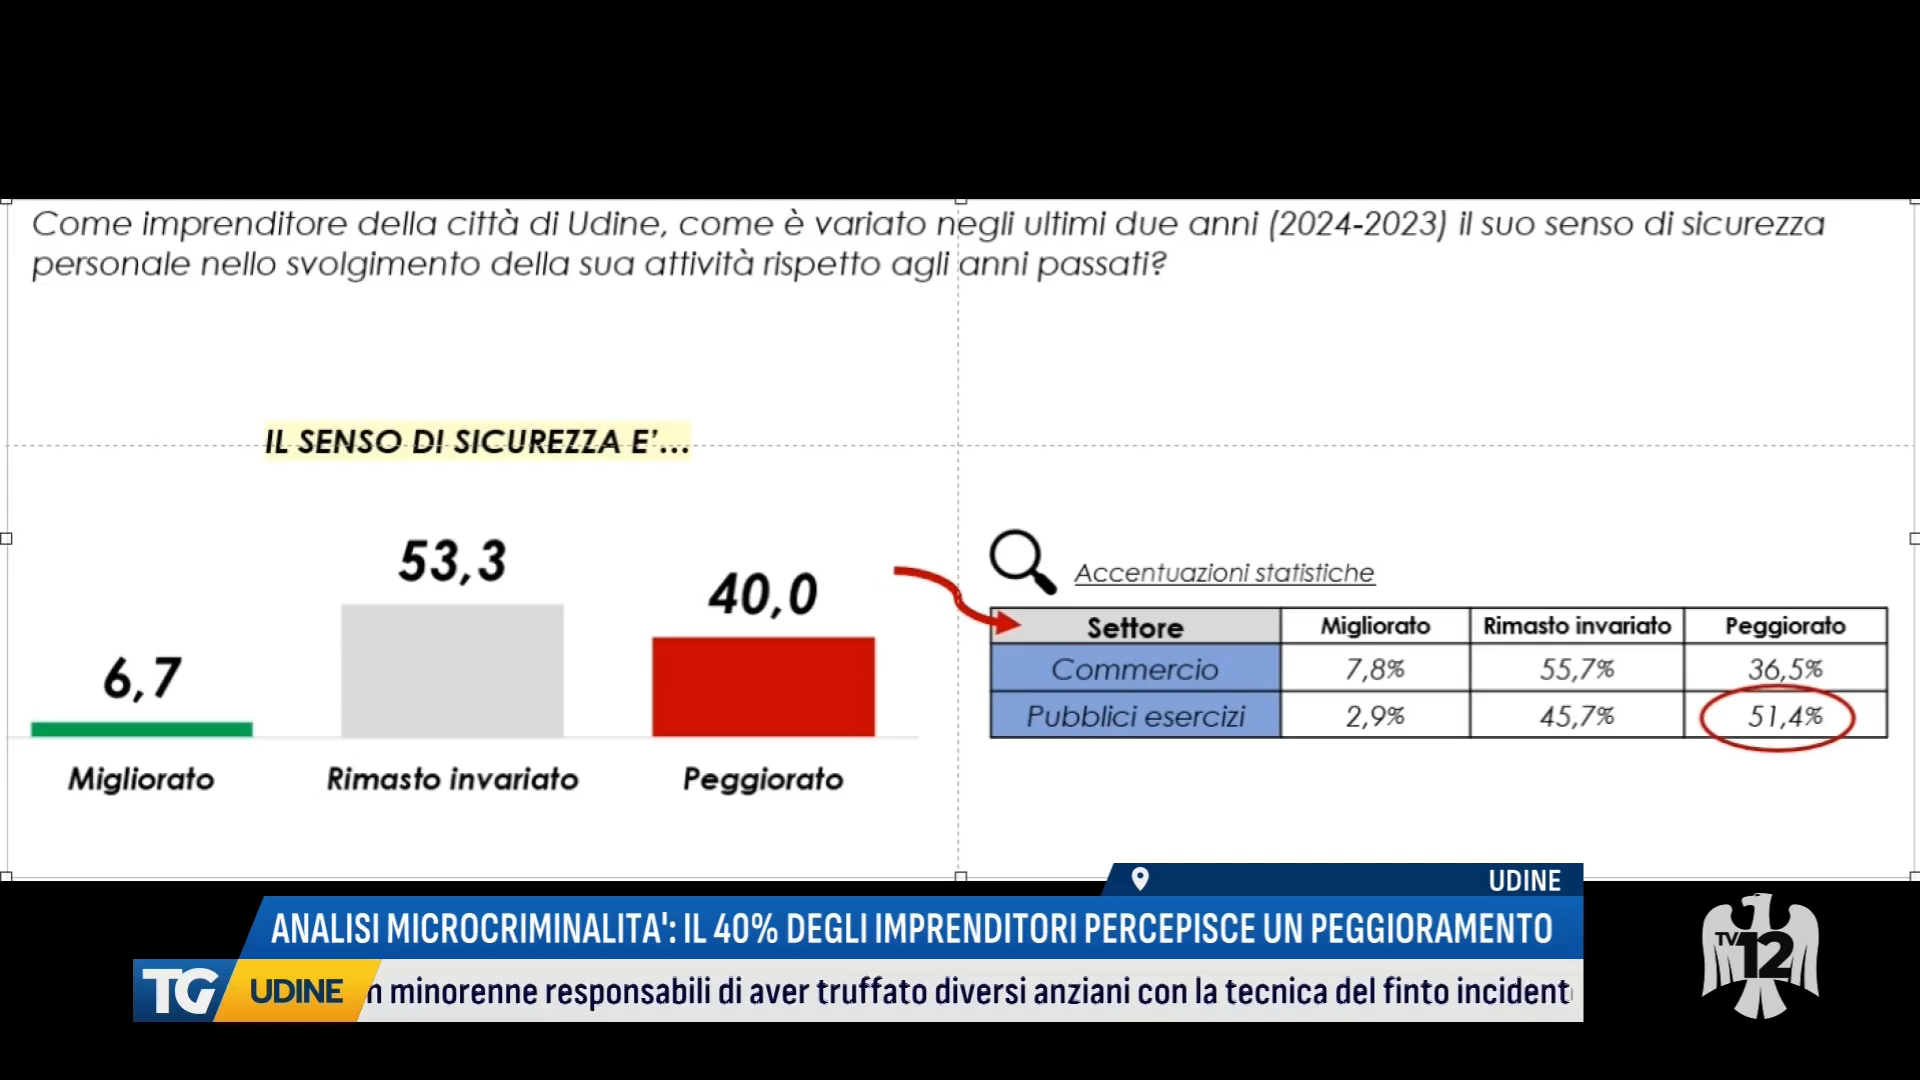 Come imprenditore della città di Udine, come è variato negli ultimi due anni (2024-2023) il suo senso di sicurezza
personale nello svolgimento della sua attività rispetto agli anni passati?
IL SENSO DI SICUREZZA E'...
6,7
53,3
40,0
Migliorato
Rimasto invariato
Peggiorato
Accentuazioni statistiche
Settore Migliorato Rimasto invariato Peggiorato
Commercio 7,8% 55,7% 36,5%
Pubblici esercizi 2,9% 45,7% 51,4%
UDINE
ANALISI MICROCRIMINALITA': IL 40% DEGLI IMPRENDITORI PERCEPISCE UN PEGGIORAMENTO
TG UDINE
n minorenne responsabili di aver truffato diversi anziani con la tecnica del finto incident
TV 12